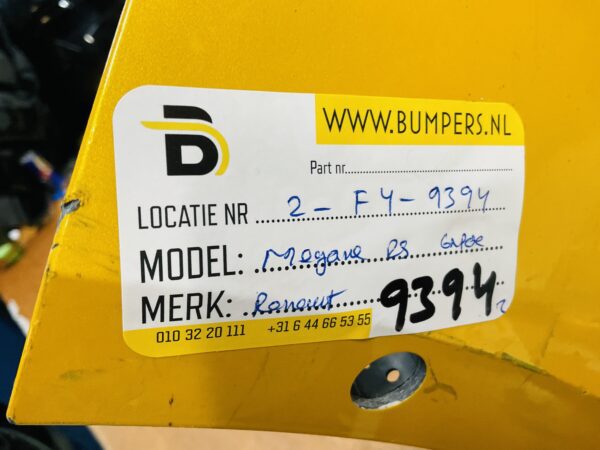 WWW.BUMPERS.NL
Part nr
LOCATIE NR 2 - F4 - 9394
MODEL: Megane RS
MERK: Renault 9394
010 32 20 111 +31 6 44 66 53 55